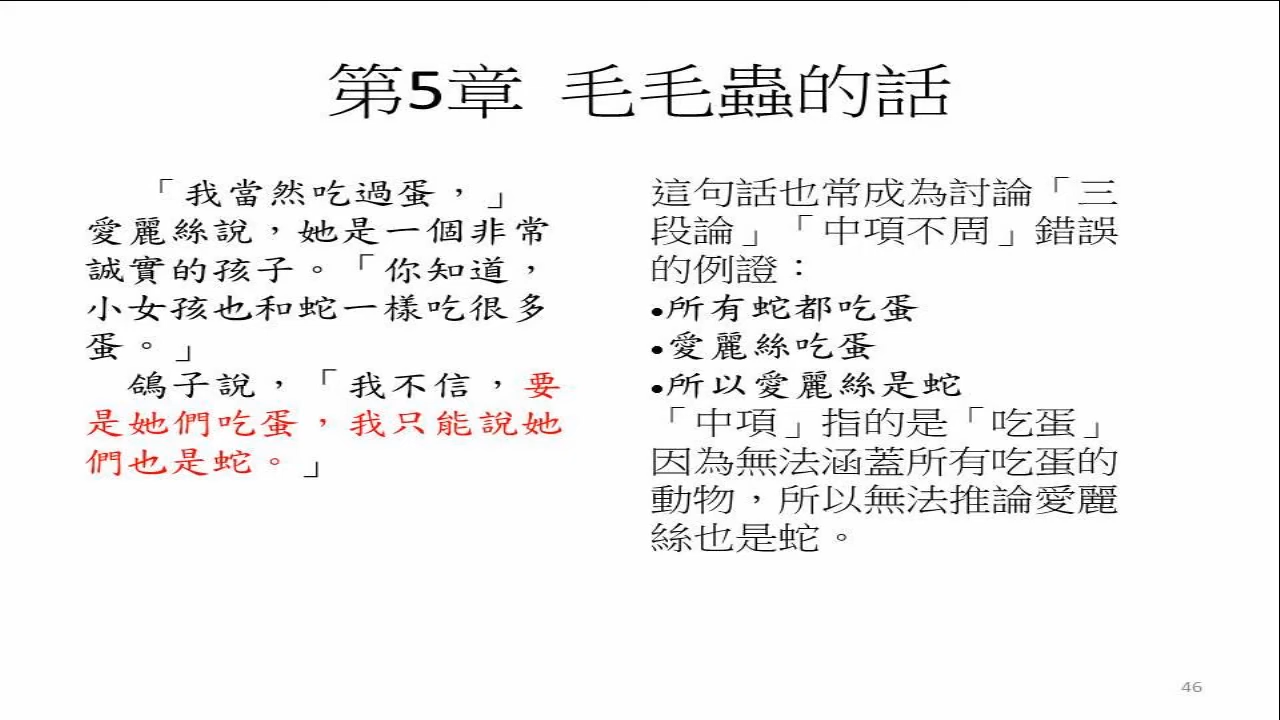 第5章 毛毛蟲的話
「我當然吃過蛋，」
愛麗絲說，她是一個非常
誠實的孩子。「你知道，
小女孩也和蛇一樣吃很多
蛋。」
鴿子說，「我不信，要
是她們吃蛋，我只能說她
們也是蛇。」
這句話也常成為討論「三
段論」「中項不周」錯誤
的例證：
•所有蛇都吃蛋
•愛麗絲吃蛋
•所以愛麗絲是蛇
「中項」指的是「吃蛋」
因為無法涵蓋所有吃蛋的
動物，所以無法推論愛麗
絲也是蛇。
46